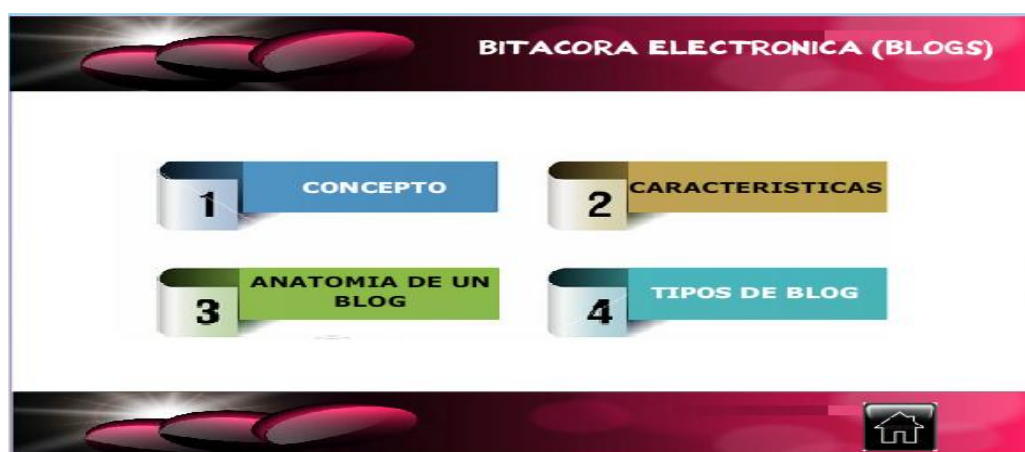 BITACORA ELECTRONICA (BLOGS)
1 CONCEPTO
2 CARACTERISTICAS
3 ANATOMIA DE UN
BLOG
4 TIPOS DE BLOG